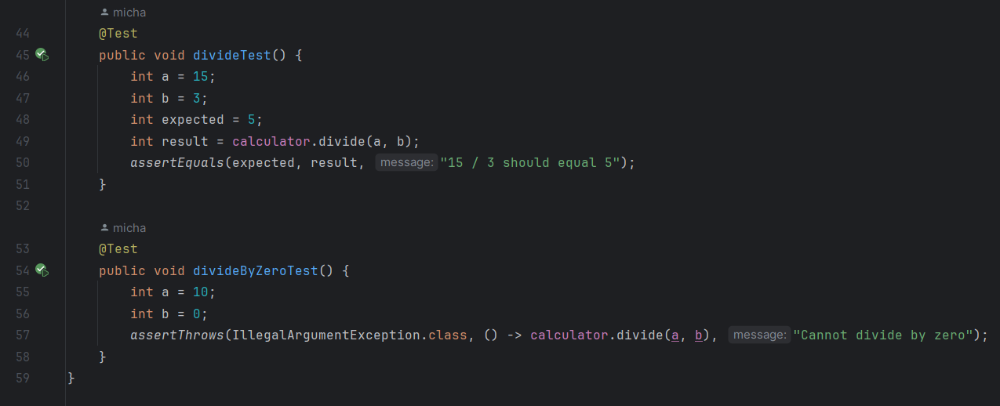 micha
44 @Test
45 public void divideTest() {
46 int a = 15;
47 int b = 3;
48 int expected = 5;
49 int result = calculator.divide(a, b);
50 assertEquals(expected, result, message: "15 / 3 should equal 5");
51 }
52
micha
53 @Test
54 public void divideByZeroTest() {
55 int a = 10;
56 int b = 0;
57 assertThrows(IllegalArgumentException.class, () -> calculator.divide(a, b), message: "Cannot divide by zero");
58 }
59 }